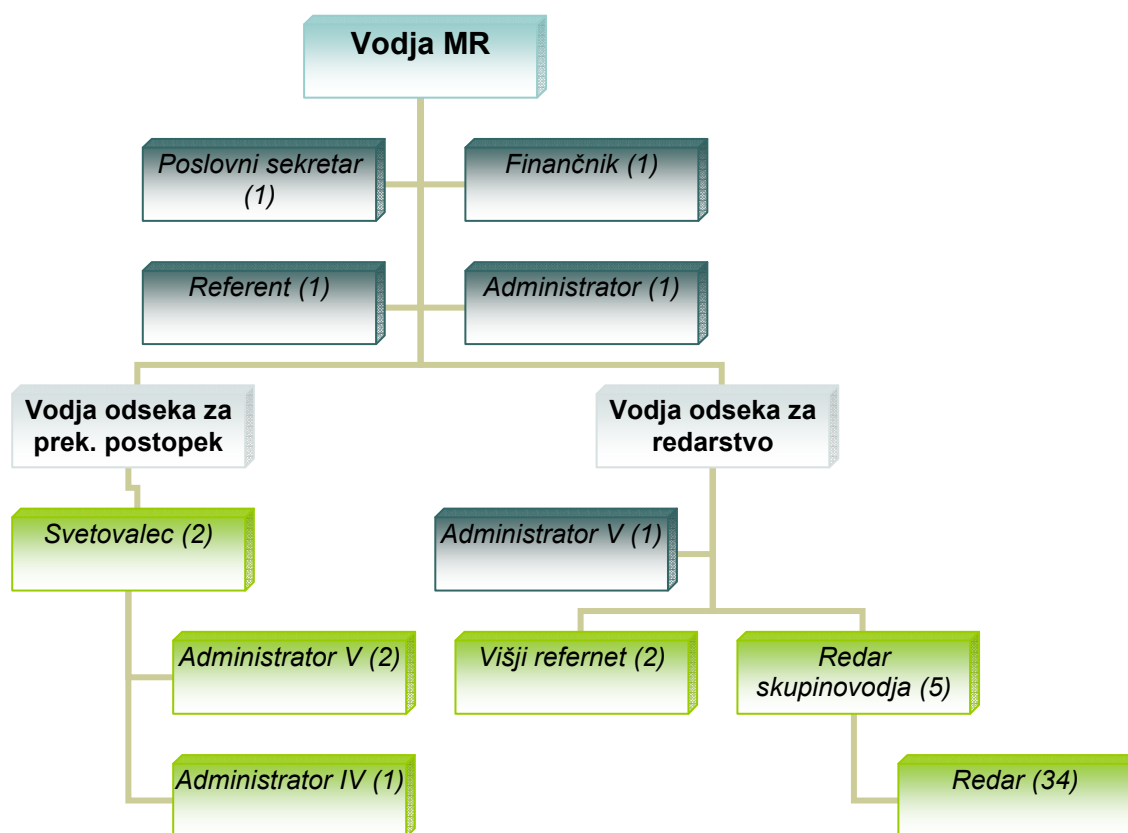 Vodja MR
Poslovni sekretar
(1)
Finančnik (1)
Referent (1)
Administrator (1)
Vodja odseka za
prek. postopek
Vodja odseka za
redarstvo
Svetovalec (2)
Administrator V (1)
Administrator V (2)
Višji refernet (2)
Redar
skupinovodja (5)
Administrator IV (1)
Redar (34)